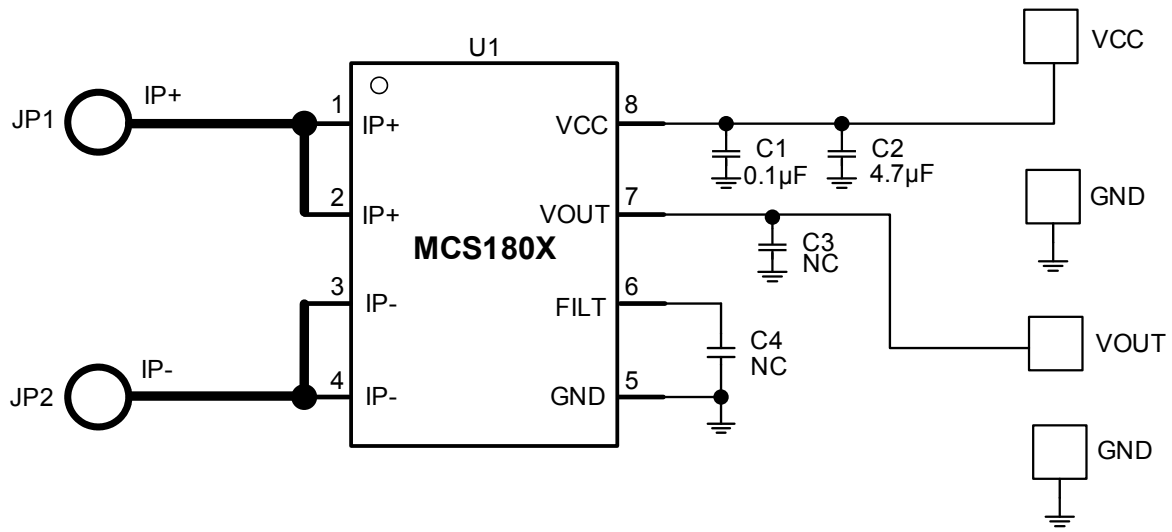 U1
VCC
JP1
IP+
1
IP+
VCC
8
C1
0.1µF
C2
4.7µF
2
IP+
VOUT
7
GND
MCS180X
C3
NC
3
IP-
FILT
6
C4
NC
VOUT
JP2
IP-
4
IP-
GND
5
GND